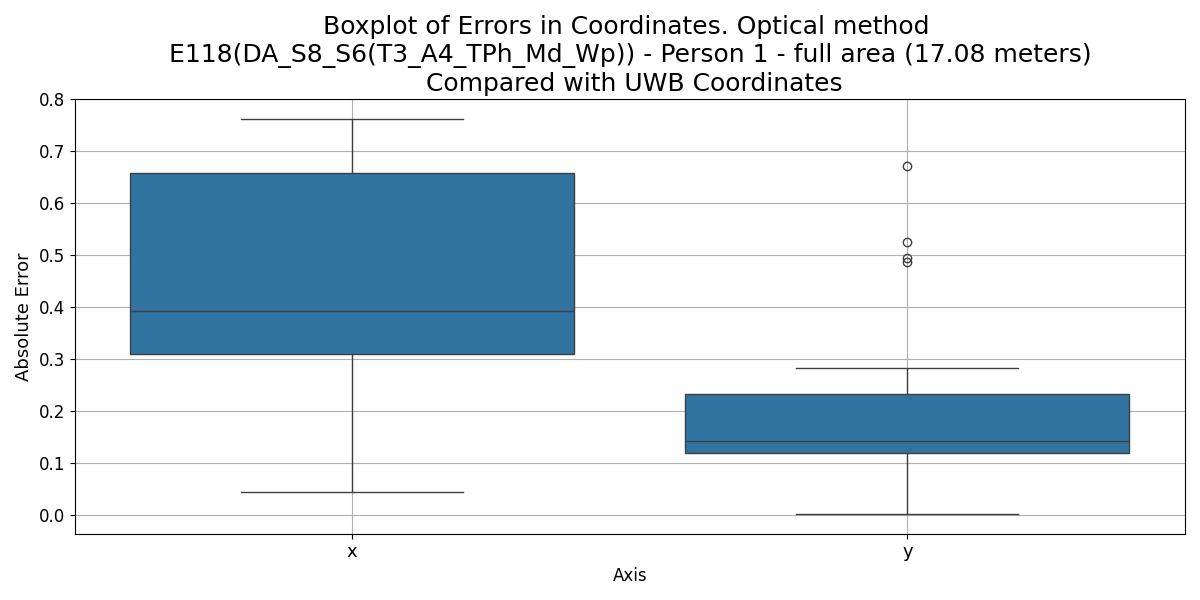 Boxplot of Errors in Coordinates. Optical method
E118(DA_S8_S6(T3_A4_TPh_Md_Wp)) - Person 1 - full area (17.08 meters)
Compared with UWB Coordinates
Absolute Error
0.8
0.7
0.6
0.5
0.4
0.3
0.2
0.1
0.0
x
y
Axis